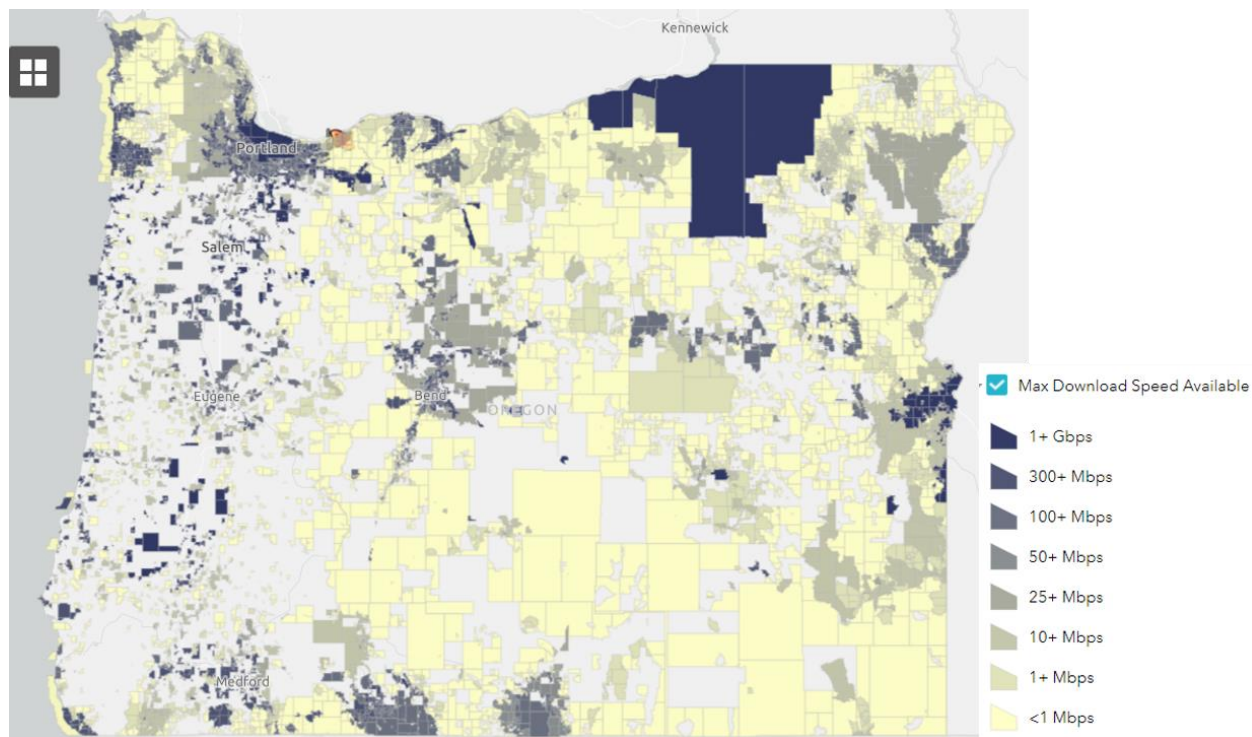 Kennewick
Portland
Salem
Eugene
Bend
OREGON
Medford
Max Download Speed Available
1+ Gbps
300+ Mbps
100+ Mbps
50+ Mbps
25+ Mbps
10+ Mbps
1+ Mbps
<1 Mbps